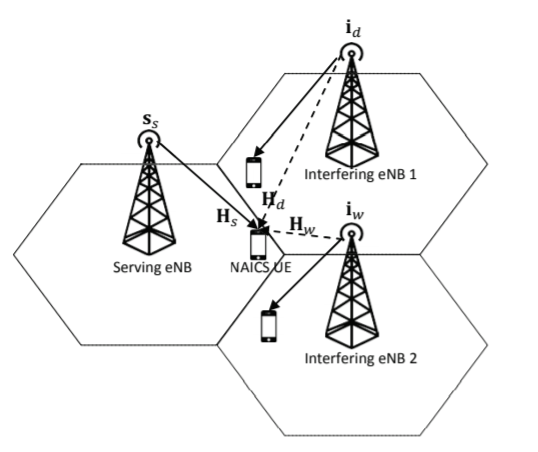 i_d
s_s
Interfering eNB 1
H_d
H_s
H_w
i_w
Serving eNB
NAICS UE
Interfering eNB 2